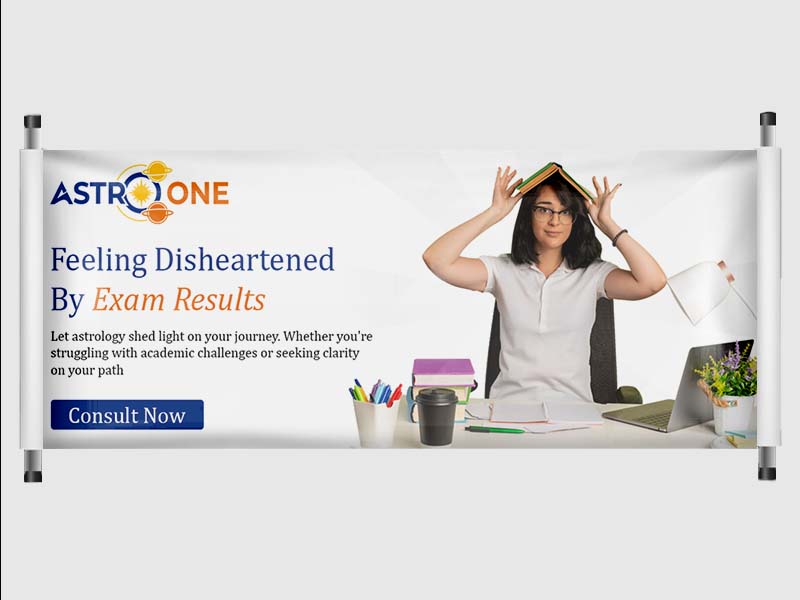 ASTRO ONE
Feeling Disheartened
By Exam Results
Let astrology shed light on your journey. Whether you're
struggling with academic challenges or seeking clarity
on your path
Consult Now